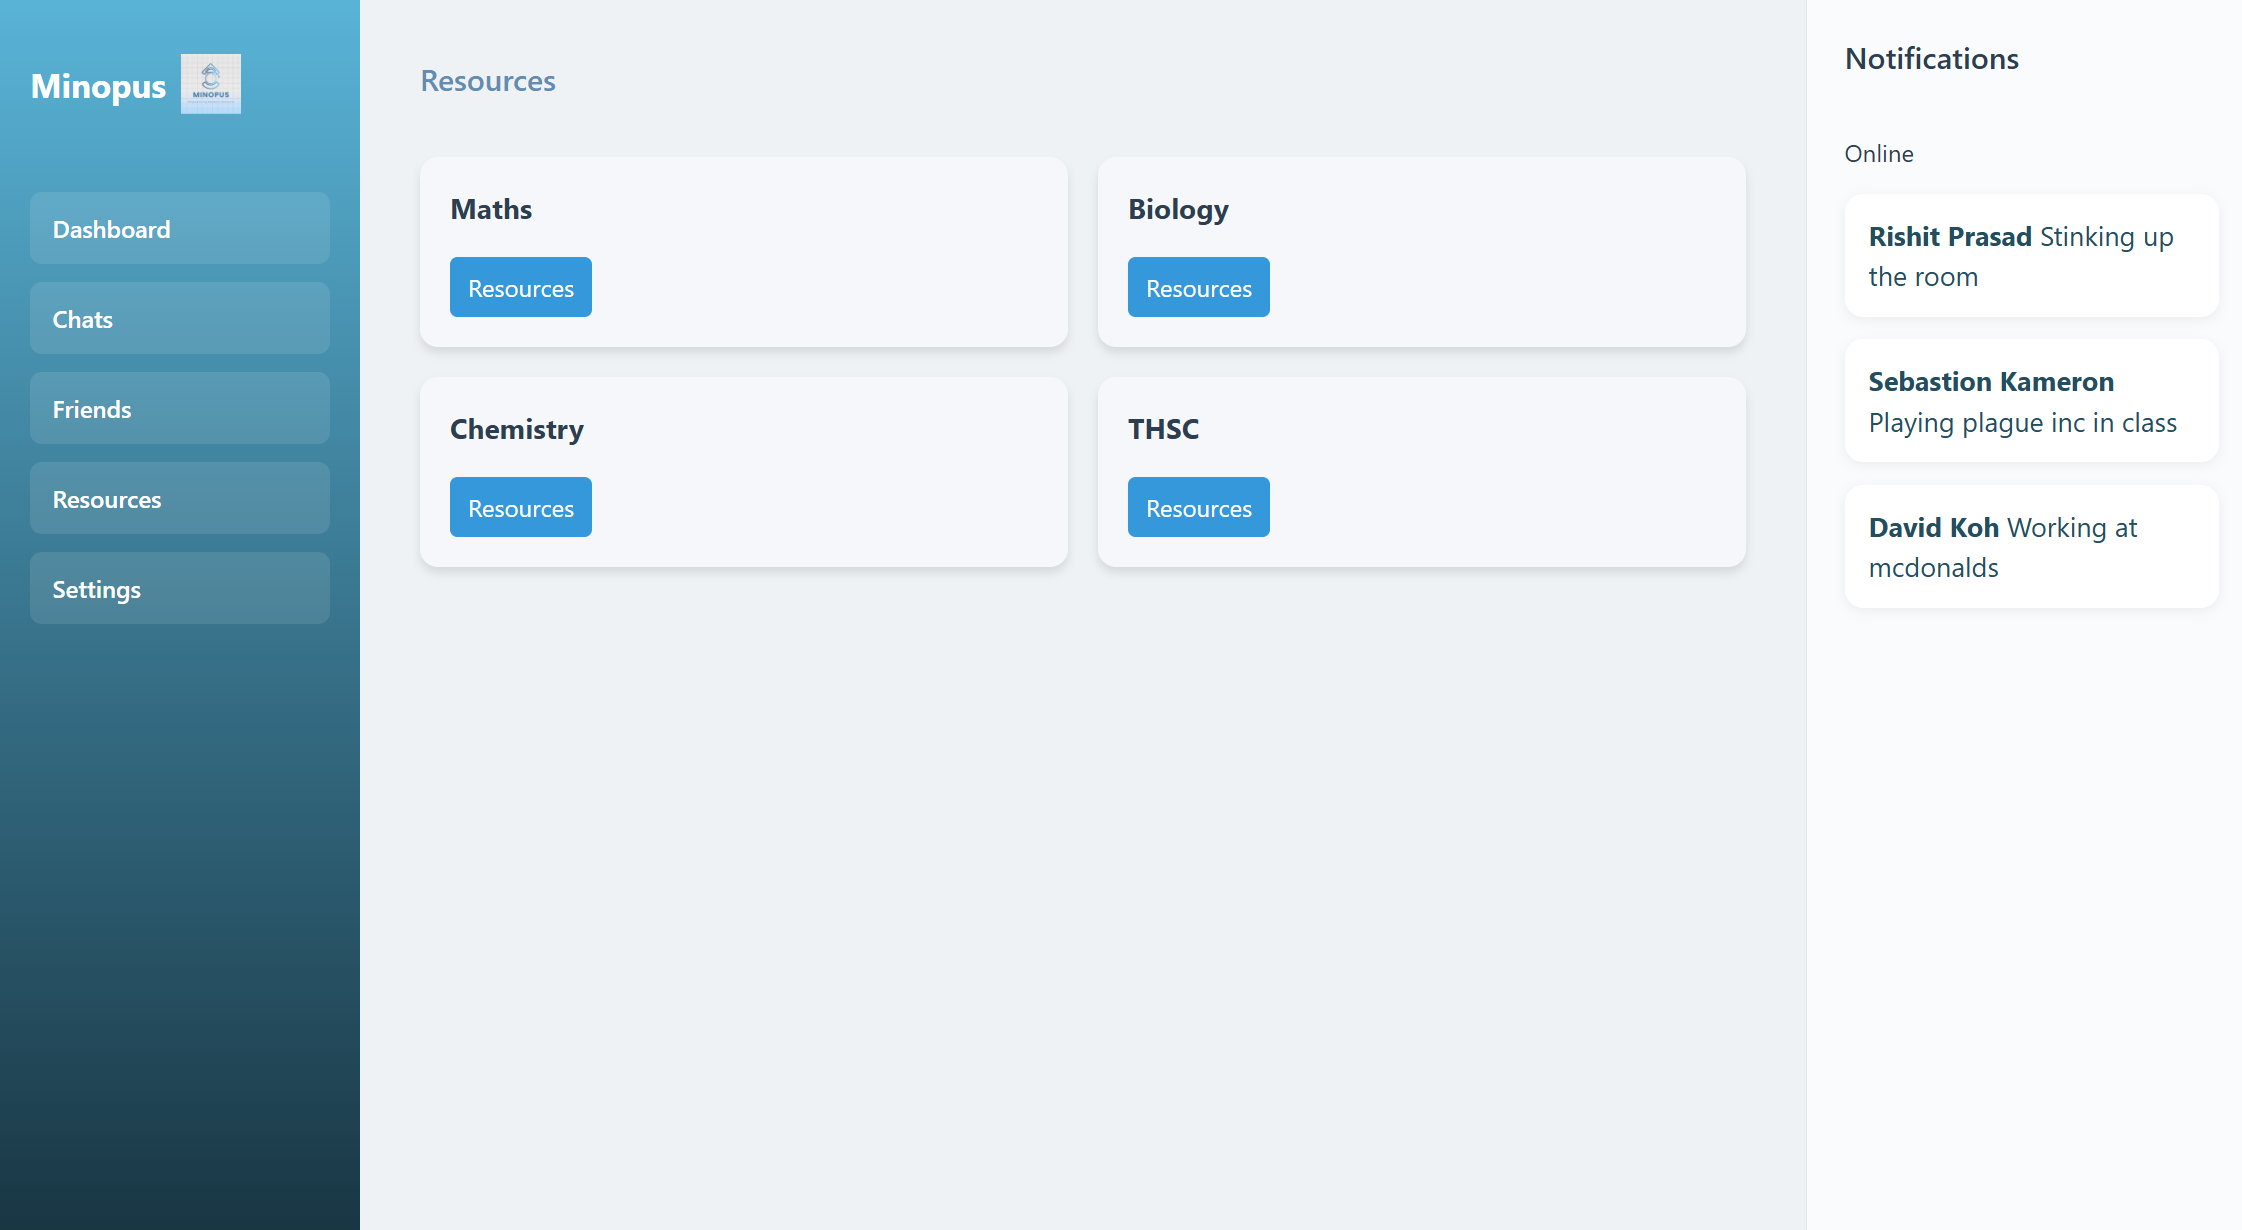 Minopus
MINOPUS
Dashboard
Chats
Friends
Resources
Settings
Resources
Maths
Resources
Biology
Resources
Chemistry
Resources
THSC
Resources
Notifications
Online
Rishit Prasad Stinking up
the room
Sebastion Kameron
Playing plague inc in class
David Koh Working at
mcdonalds